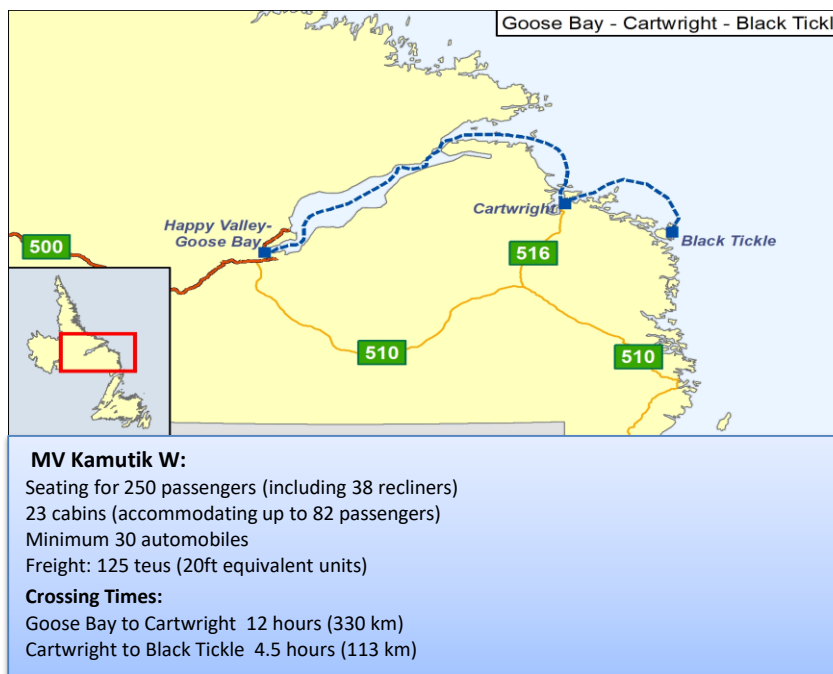 Goose Bay - Cartwright - Black Tickl
Happy Valley-
Goose Bay
Cartwright
Black Tickle
500
516
510
510
MV Kamutik W:
Seating for 250 passengers (including 38 recliners)
23 cabins (accommodating up to 82 passengers)
Minimum 30 automobiles
Freight: 125 teus (20ft equivalent units)
Crossing Times:
Goose Bay to Cartwright  12 hours (330 km)
Cartwright to Black Tickle  4.5 hours (113 km)